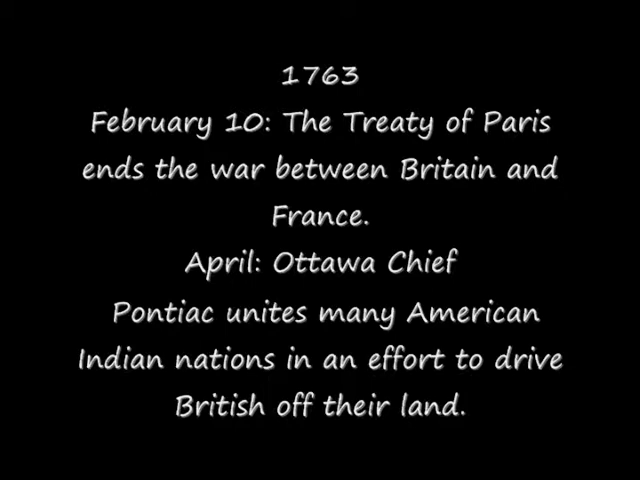 1763
February 10: The Treaty of Paris
ends the war between Britain and
France.
April: Ottawa Chief
Pontiac unites many American
Indian nations in an effort to drive
British off their land.